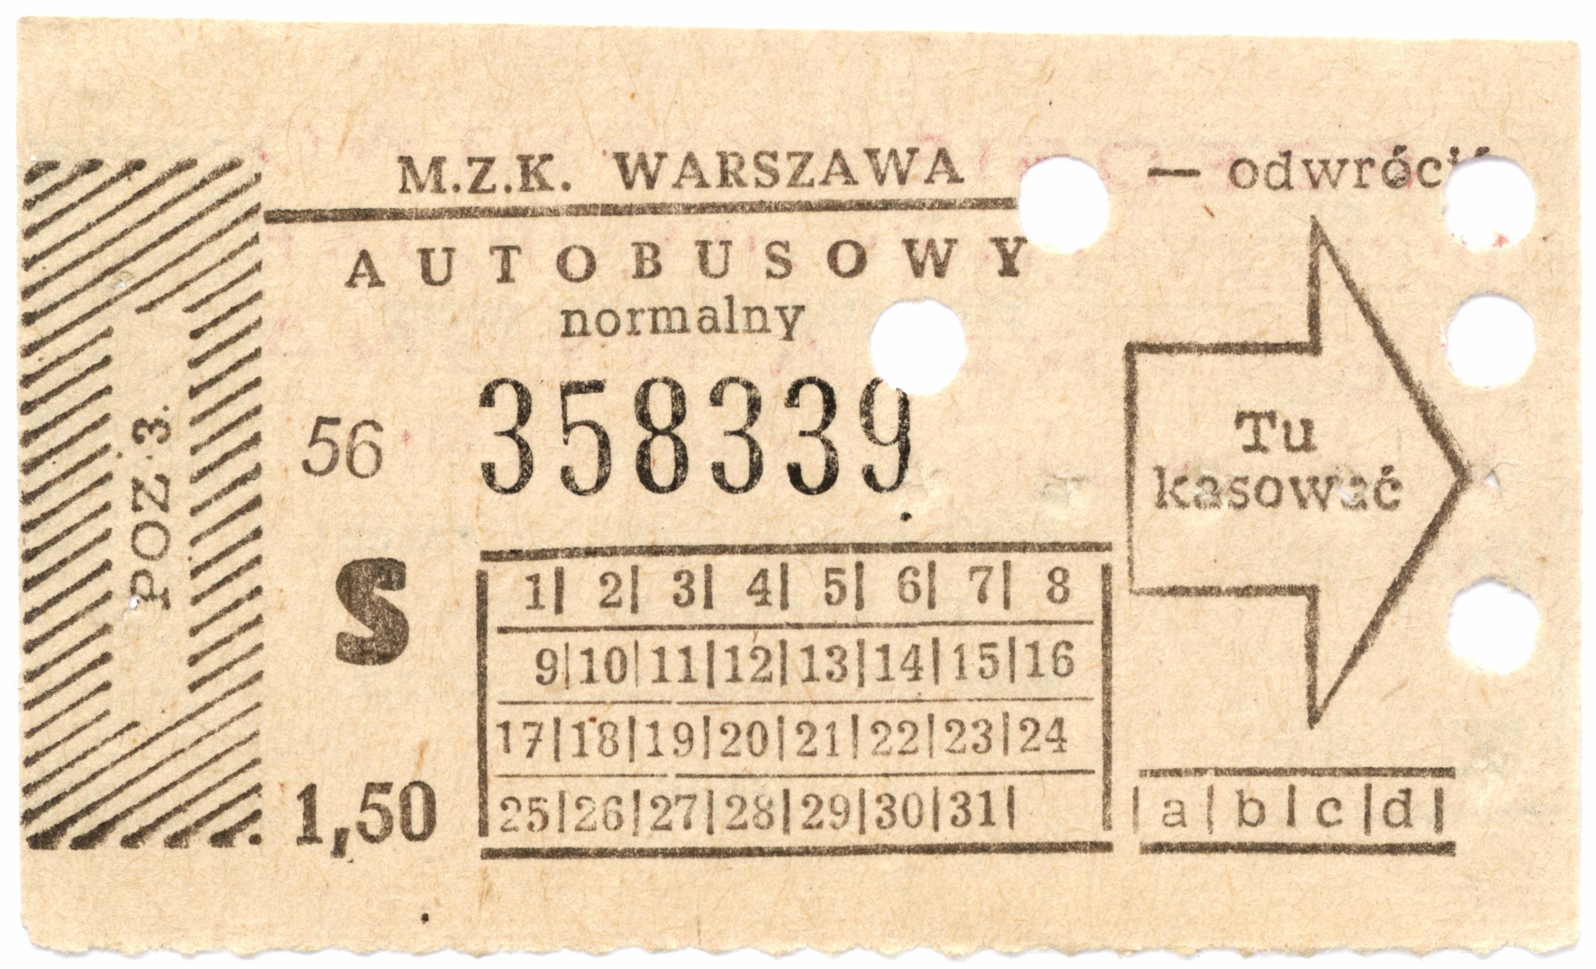 M.Z.K. WARSZAWA
— odwrócić
AUTOBUSOWY
normalny
56 358339
Tu
kasować
POZ 3.
S
1,50
1| 2| 3| 4| 5| 6| 7| 8
9|10|11|12|13|14|15|16
17|18|19|20|21|22|23|24
25|26|27|28|29|30|31|
|a|b|c|d|